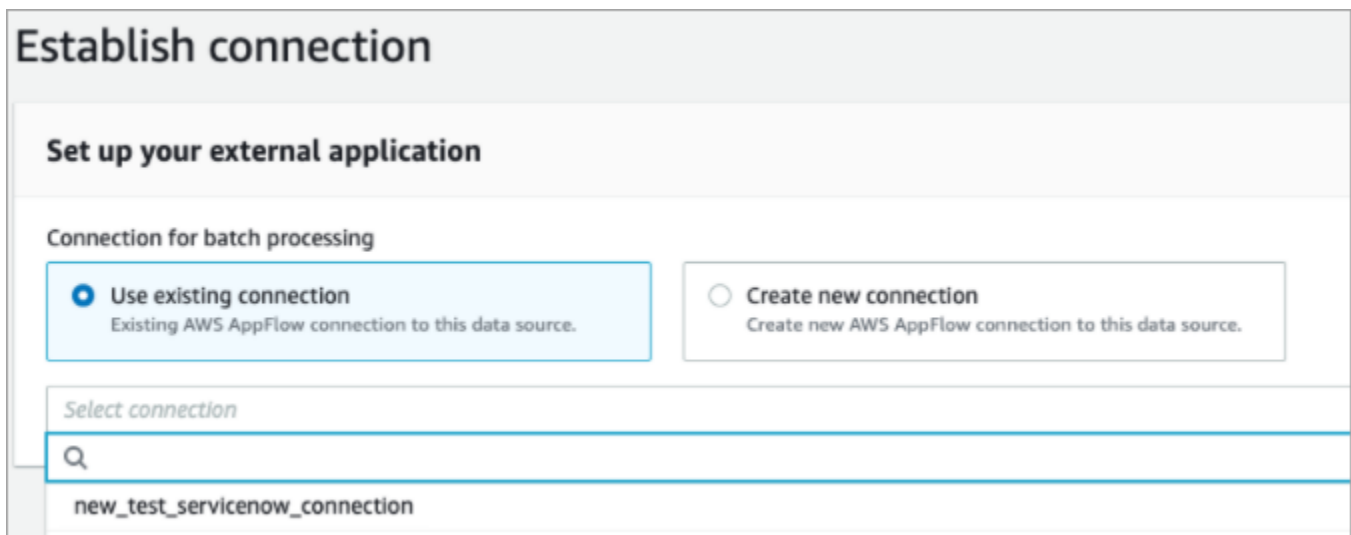 Establish connection
Set up your external application
Connection for batch processing
Use existing connection
Existing AWS AppFlow connection to this data source.
Create new connection
Create new AWS AppFlow connection to this data source.
Select connection
new_test_servicenow_connection